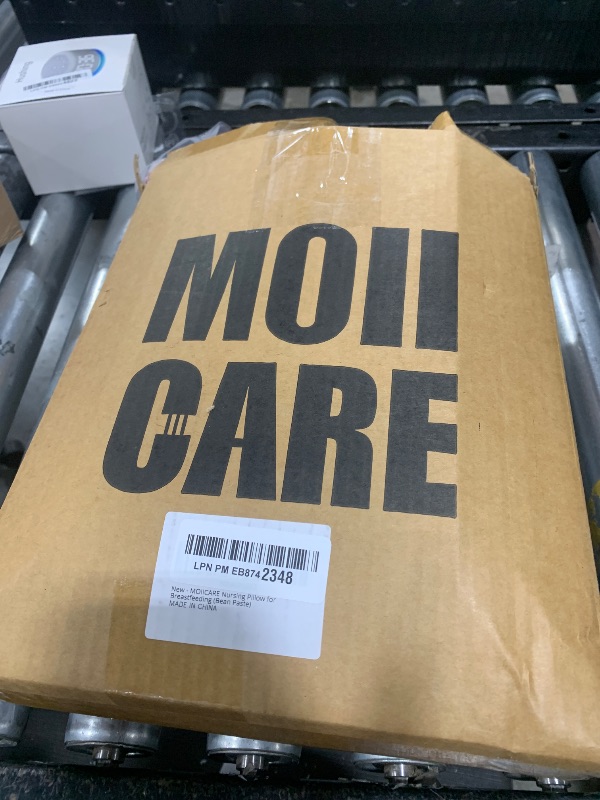 MOII
CARE
LPN PM EB8742348
New - MOIICARE Nursing Pillow for
Breastfeeding (Bean Paste)
MADE IN CHINA